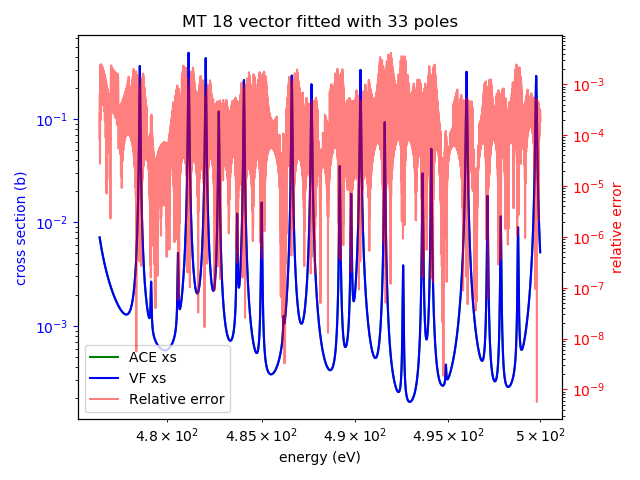 MT 18 vector fitted with 33 poles
cross section (b)
10⁻¹
10⁻²
10⁻³
10⁻³
10⁻⁴
10⁻⁵
10⁻⁶
10⁻⁷
10⁻⁸
10⁻⁹
relative error
ACE xs
VF xs
Relative error
4.8 × 10² 4.85 × 10² 4.9 × 10² 4.95 × 10² 5 × 10²
energy (eV)